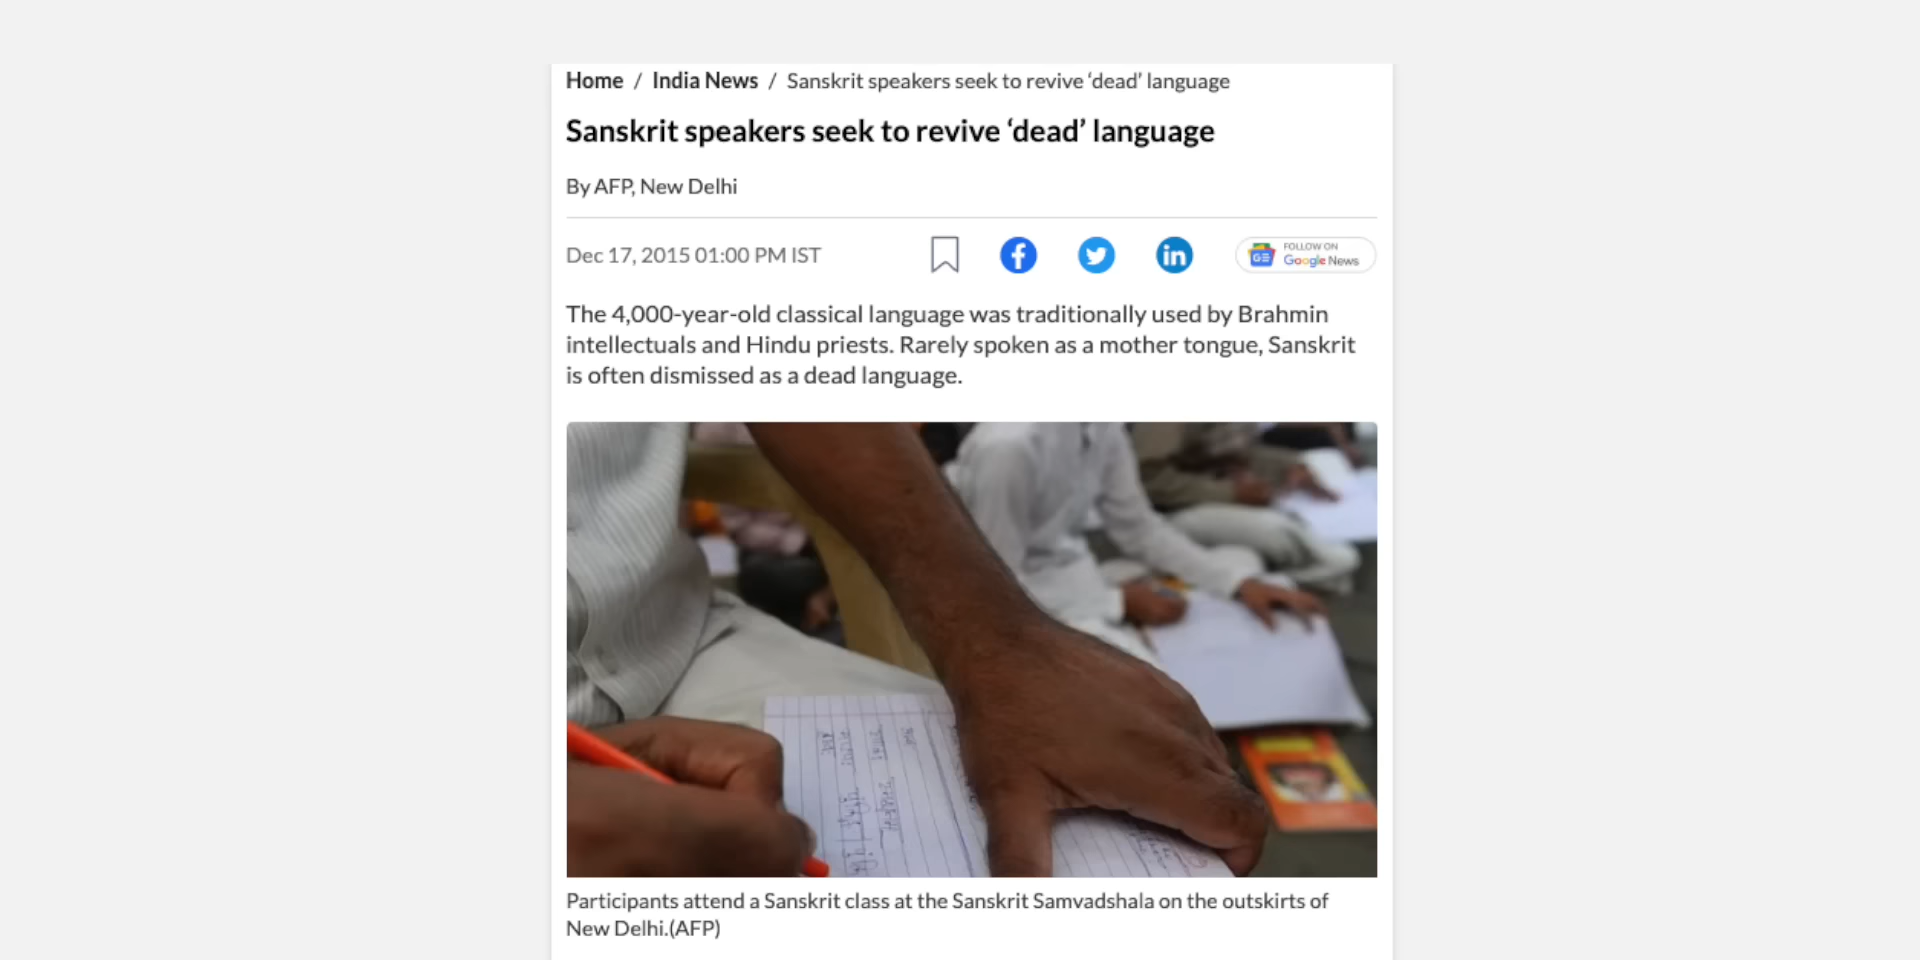 Home / India News / Sanskrit speakers seek to revive ‘dead’ language
Sanskrit speakers seek to revive ‘dead’ language
By AFP, New Delhi
Dec 17, 2015 01:00 PM IST
FOLLOW ON
Google News
The 4,000-year-old classical language was traditionally used by Brahmin
intellectuals and Hindu priests. Rarely spoken as a mother tongue, Sanskrit
is often dismissed as a dead language.
Participants attend a Sanskrit class at the Sanskrit Samvadshala on the outskirts of
New Delhi.(AFP)